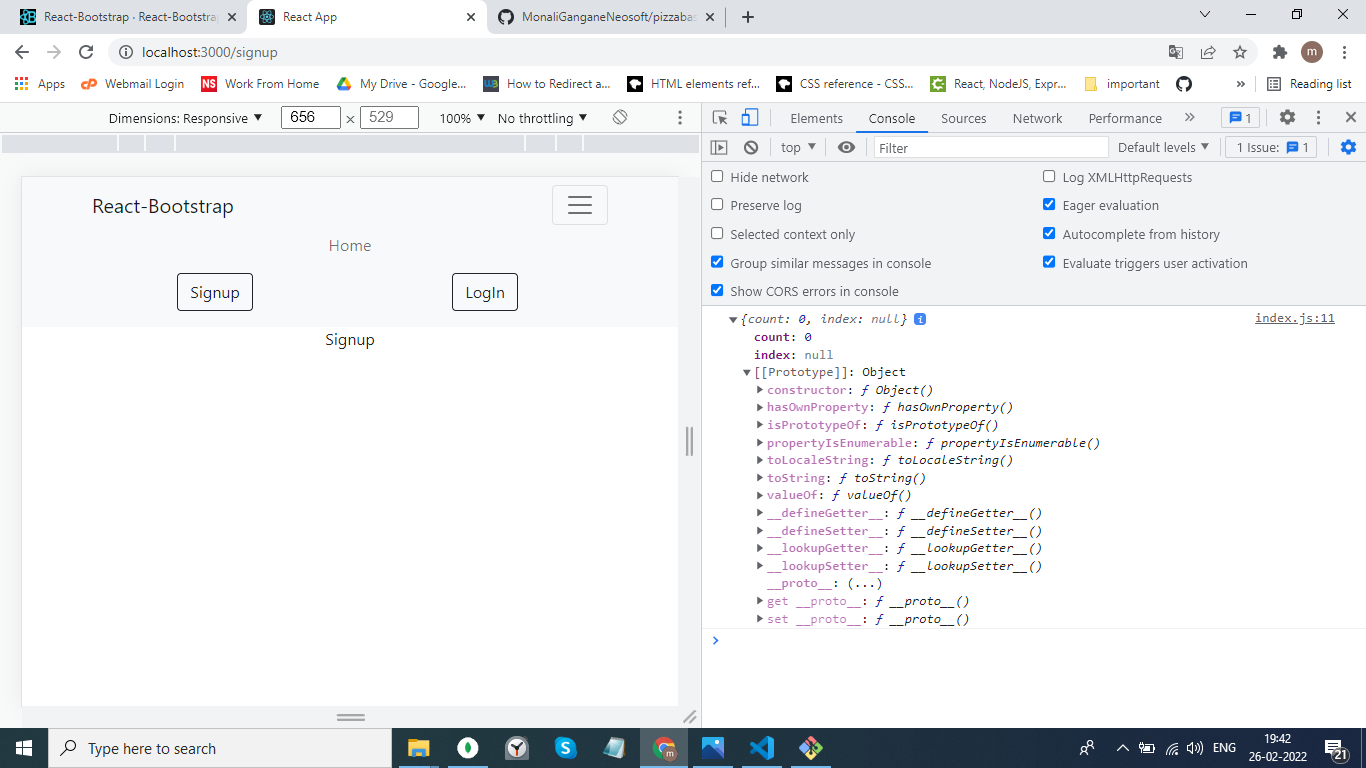 React-Bootstrap · React-Bootstra
React App
MonaliGanganeNeosoft/pizzabas
localhost:3000/signup
m
Apps
Webmail Login
NS Work From Home
My Drive - Google...
How to Redirect a...
HTML elements ref...
CSS reference - CSS...
React, NodeJS, Expr...
important
»
Reading list
Dimensions: Responsive ▼ 656 × 529 100% ▼ No throttling ▼
Elements Console Sources Network Performance » 1
top ▼ Filter Default levels ▼ 1 Issue: 1
Hide network
Log XMLHttpRequests
Preserve log
Eager evaluation
Selected context only
Autocomplete from history
Group similar messages in console
Evaluate triggers user activation
Show CORS errors in console
React-Bootstrap
Home
Signup LogIn
Signup
▼{count: 0, index: null} i index.js:11
count: 0
index: null
▼[[Prototype]]: Object
▶constructor: ƒ Object()
▶hasOwnProperty: ƒ hasOwnProperty()
▶isPrototypeOf: ƒ isPrototypeOf()
▶propertyIsEnumerable: ƒ propertyIsEnumerable()
▶toLocaleString: ƒ toLocaleString()
▶toString: ƒ toString()
▶valueOf: ƒ valueOf()
▶__defineGetter__: ƒ __defineGetter__()
▶__defineSetter__: ƒ __defineSetter__()
▶__lookupGetter__: ƒ __lookupGetter__()
▶__lookupSetter__: ƒ __lookupSetter__()
__proto__: (...)
▶get __proto__: ƒ __proto__()
▶set __proto__: ƒ __proto__()
Type here to search
ENG
19:42
26-02-2022
21